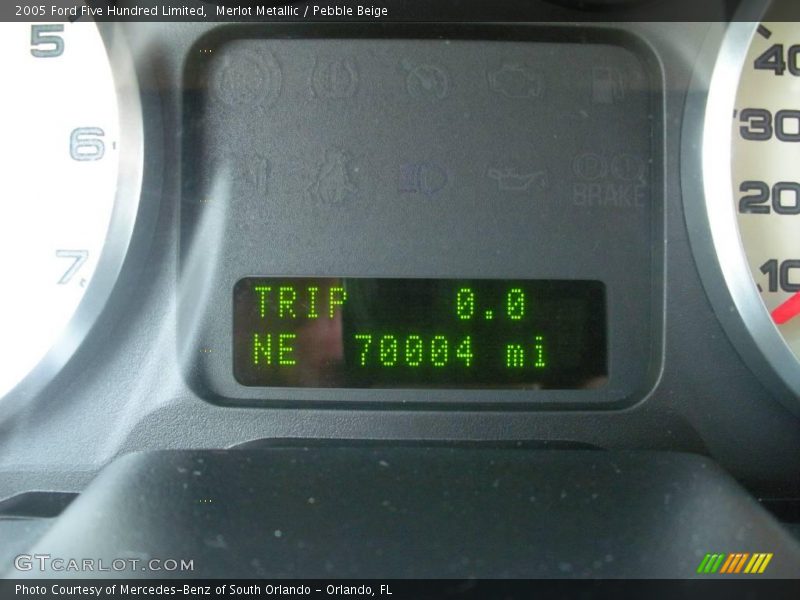 2005 Ford Five Hundred Limited, Merlot Metallic / Pebble Beige
5
6
7
40
30
20
10
BRAKE
TRIP 0.0
NE 70004 mi
GTCARLOT.COM
Photo Courtesy of Mercedes-Benz of South Orlando - Orlando, FL